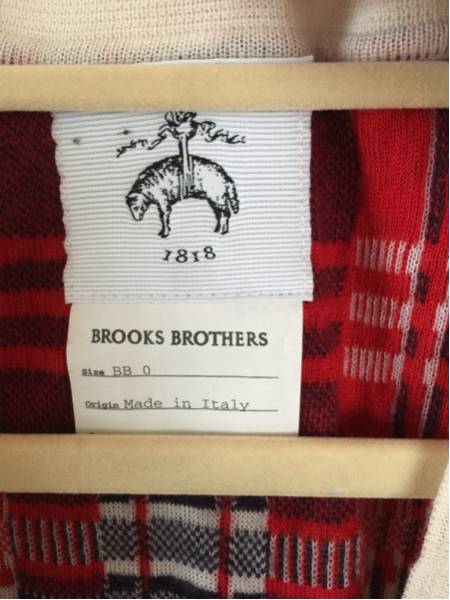 1818
BROOKS BROTHERS
Size BB 0
Origin Made in Italy